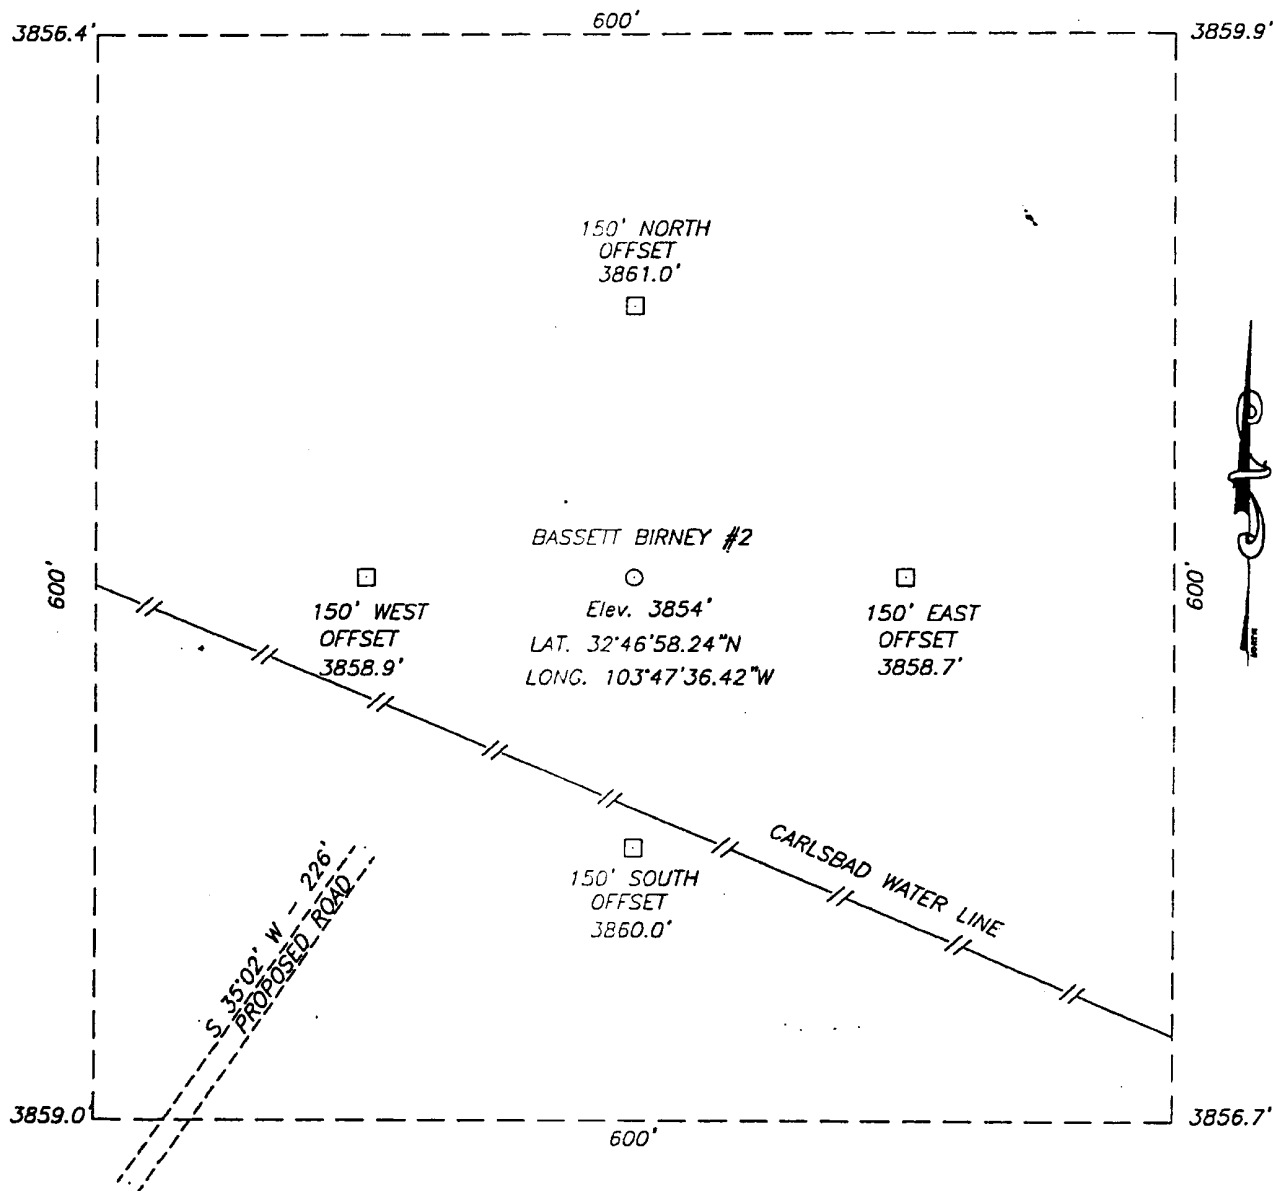 600'
3856.4'
3859.9'
150' NORTH
OFFSET
3861.0'
BASSETT BIRNEY #2
600'
600'
150' WEST
OFFSET
3858.9'
Elev. 3854'
LAT. 32°46'58.24"N
LONG. 103°47'36.42"W
150' EAST
OFFSET
3858.7'
NORTH
CARLSBAD WATER LINE
150' SOUTH
OFFSET
3860.0'
S 35°02' W - 226'
PROPOSED ROAD
3859.0'
3856.7'
600'